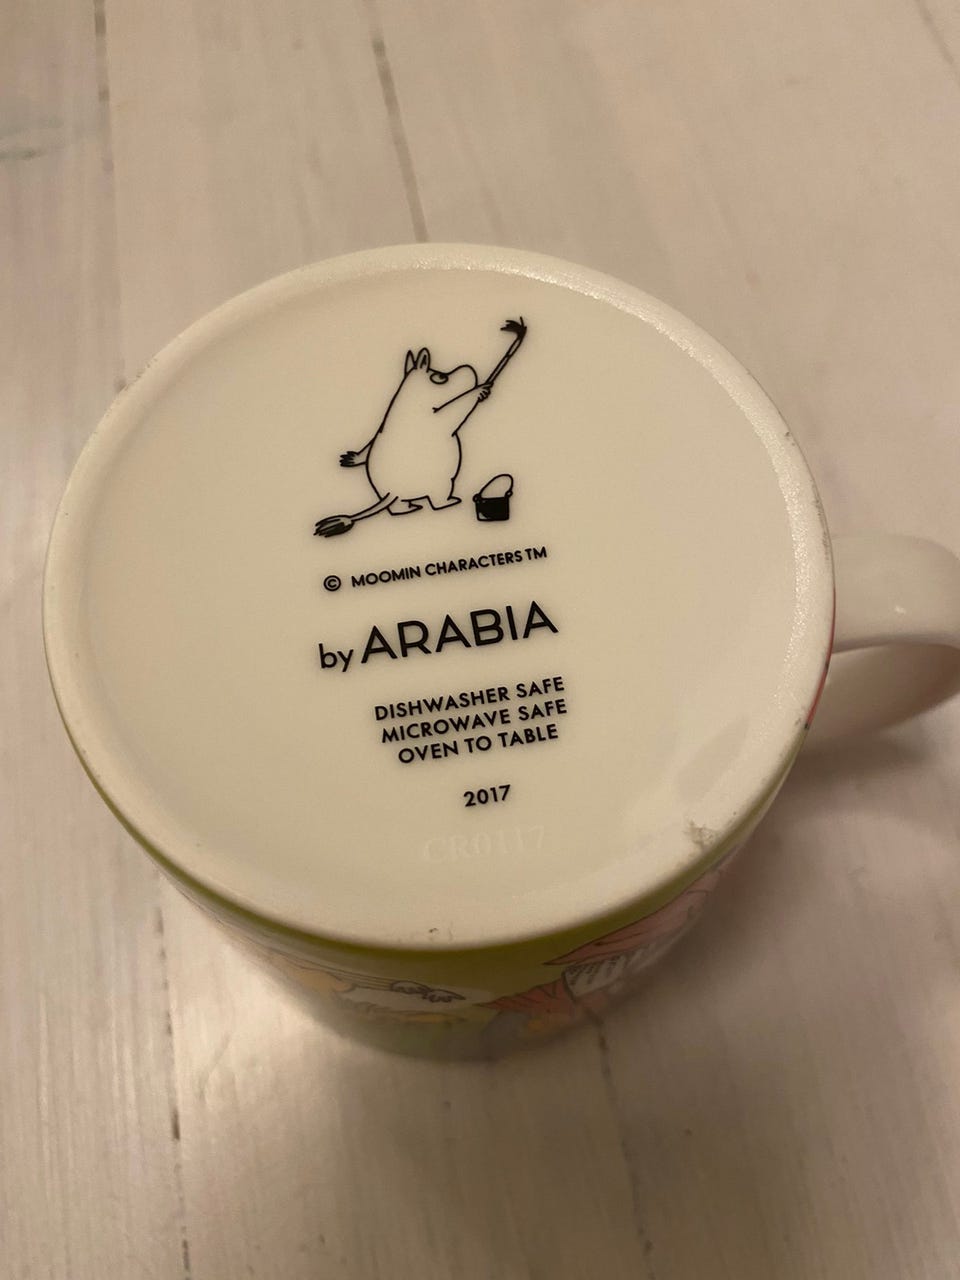 © MOOMIN CHARACTERS TM
by ARABIA
DISHWASHER SAFE
MICROWAVE SAFE
OVEN TO TABLE
2017
CR0117